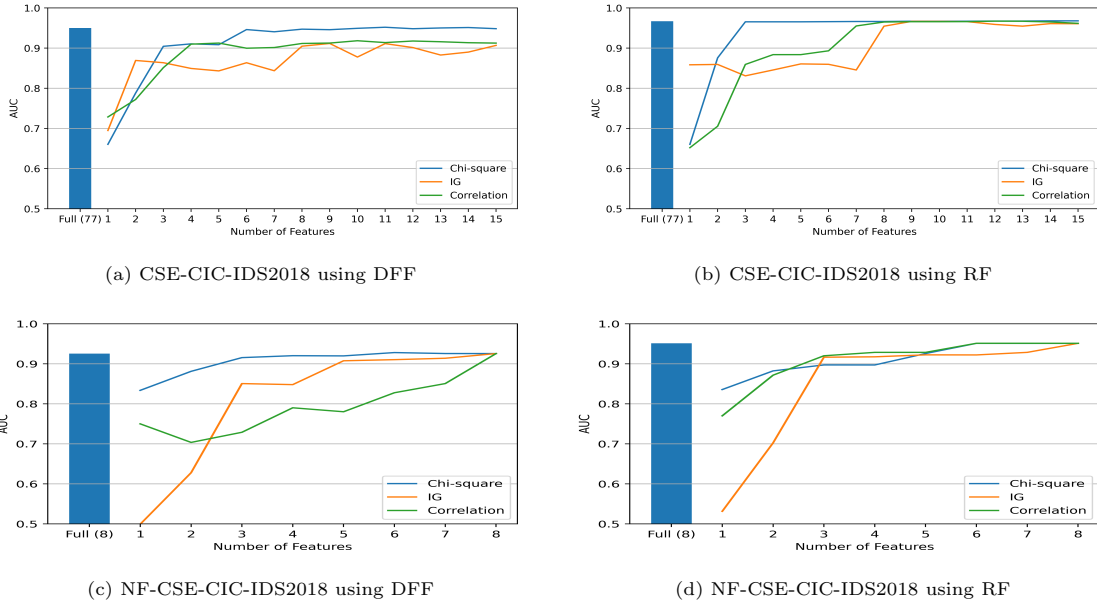 1.0
0.9
0.8
0.7
0.6
0.5
AUC
Chi-square
IG
Correlation
Full (77) 1 2 3 4 5 6 7 8 9 10 11 12 13 14 15
Number of Features
(a) CSE-CIC-IDS2018 using DFF
1.0
0.9
0.8
0.7
0.6
0.5
AUC
Chi-square
IG
Correlation
Full (77) 1 2 3 4 5 6 7 8 9 10 11 12 13 14 15
Number of Features
(b) CSE-CIC-IDS2018 using RF
1.0
0.9
0.8
0.7
0.6
0.5
AUC
Chi-square
IG
Correlation
Full (8) 1 2 3 4 5 6 7 8
Number of Features
(c) NF-CSE-CIC-IDS2018 using DFF
1.0
0.9
0.8
0.7
0.6
0.5
AUC
Chi-square
IG
Correlation
Full (8) 1 2 3 4 5 6 7 8
Number of Features
(d) NF-CSE-CIC-IDS2018 using RF